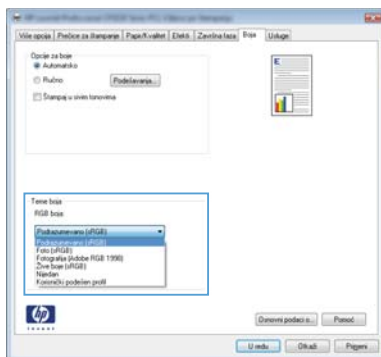 Više opcija Prečice za štampanje Papir/Kvalitet Efekti Završna faza Boja Usluge
Opcije za boje
Automatsko
Ručno Podešavanja...
Štampaj u sivim tonovima
E
Teme boja
RGB boja:
Podrazumevano (sRGB)
Podrazumevano (sRGB)
Foto (sRGB)
Fotografija (Adobe RGB 1998)
Žive boje (sRGB)
Nijedan
Korisnički podešen profil
hp
invent
Osnovni podaci o... Pomoć
U redu Otkaži Primeni